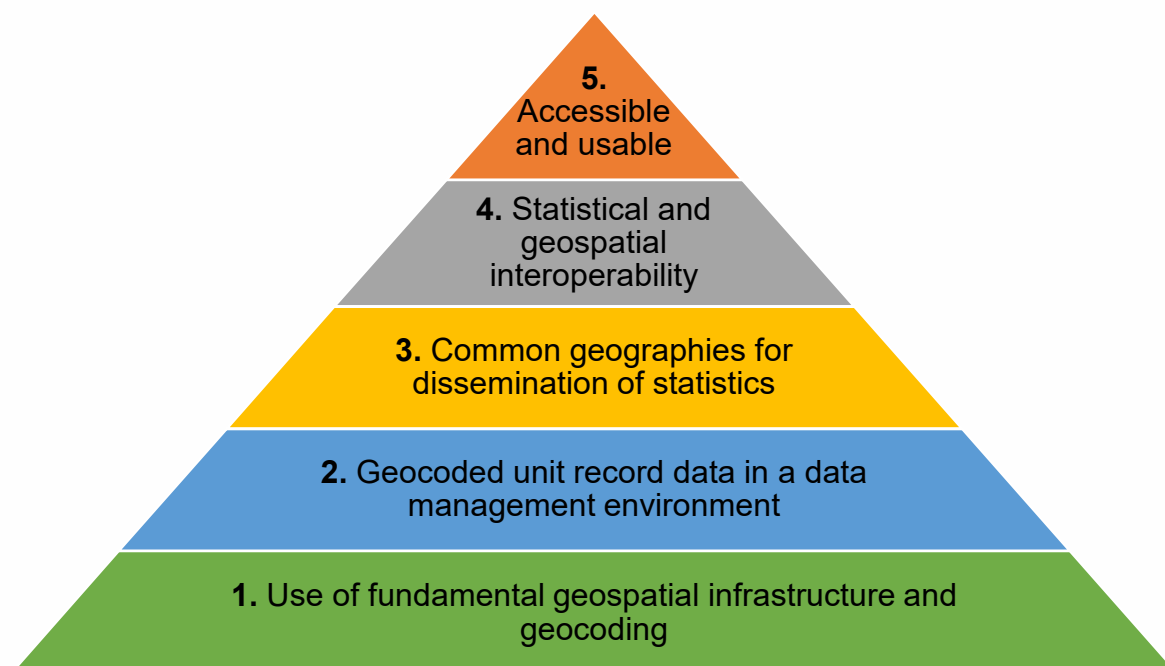 5.
Accessible
and usable
4. Statistical and
geospatial
interoperability
3. Common geographies for
dissemination of statistics
2. Geocoded unit record data in a data
management environment
1. Use of fundamental geospatial infrastructure and
geocoding